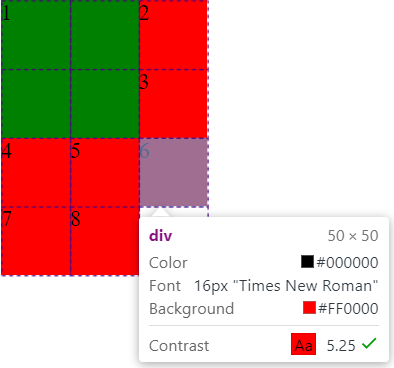 1 2
3
4 5 6
7 8
div 50 × 50
Color #000000
Font 16px "Times New Roman"
Background #FF0000
Contrast Aa 5.25